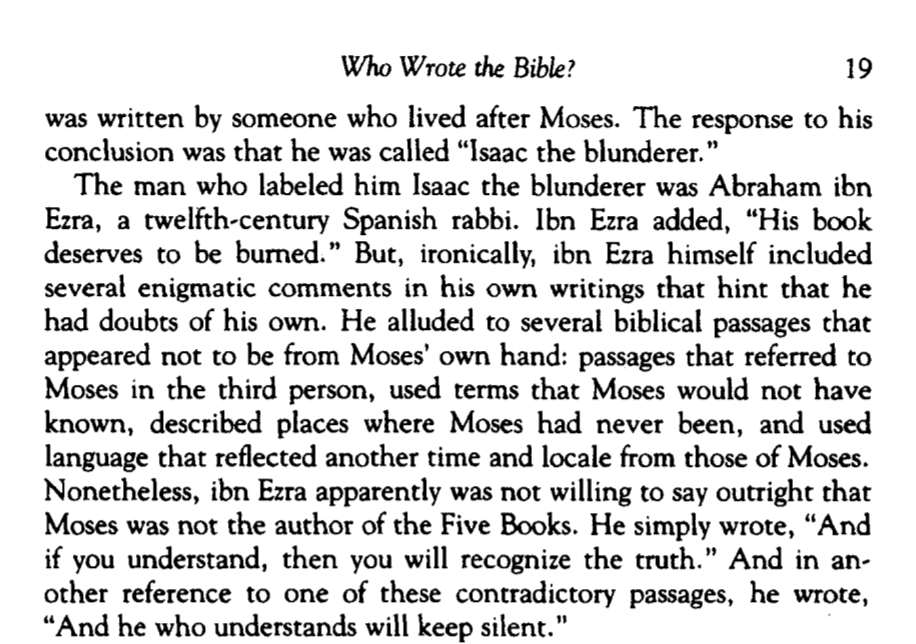 Who Wrote the Bible? 19
was written by someone who lived after Moses. The response to his
conclusion was that he was called "Isaac the blunderer."
The man who labeled him Isaac the blunderer was Abraham ibn
Ezra, a twelfth-century Spanish rabbi. Ibn Ezra added, "His book
deserves to be burned." But, ironically, ibn Ezra himself included
several enigmatic comments in his own writings that hint that he
had doubts of his own. He alluded to several biblical passages that
appeared not to be from Moses' own hand: passages that referred to
Moses in the third person, used terms that Moses would not have
known, described places where Moses had never been, and used
language that reflected another time and locale from those of Moses.
Nonetheless, ibn Ezra apparently was not willing to say outright that
Moses was not the author of the Five Books. He simply wrote, "And
if you understand, then you will recognize the truth." And in an-
other reference to one of these contradictory passages, he wrote,
"And he who understands will keep silent."